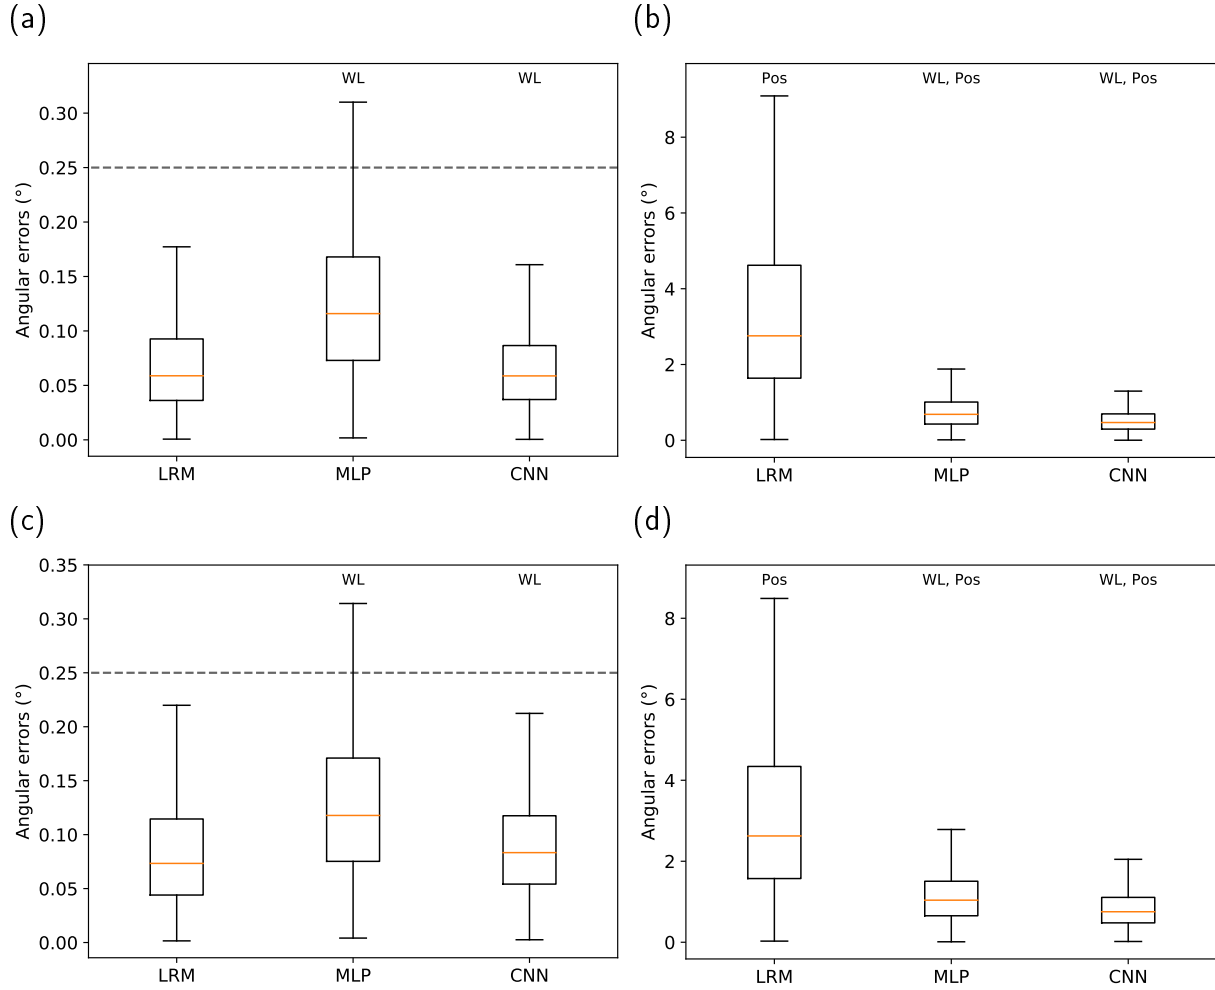 (a)
WL WL
0.30
0.25
0.20
0.15
0.10
0.05
0.00
Angular errors (°)
LRM MLP CNN
(b)
Pos WL, Pos WL, Pos
8
6
4
2
0
Angular errors (°)
LRM MLP CNN
(c)
WL WL
0.35
0.30
0.25
0.20
0.15
0.10
0.05
0.00
Angular errors (°)
LRM MLP CNN
(d)
Pos WL, Pos WL, Pos
8
6
4
2
0
Angular errors (°)
LRM MLP CNN